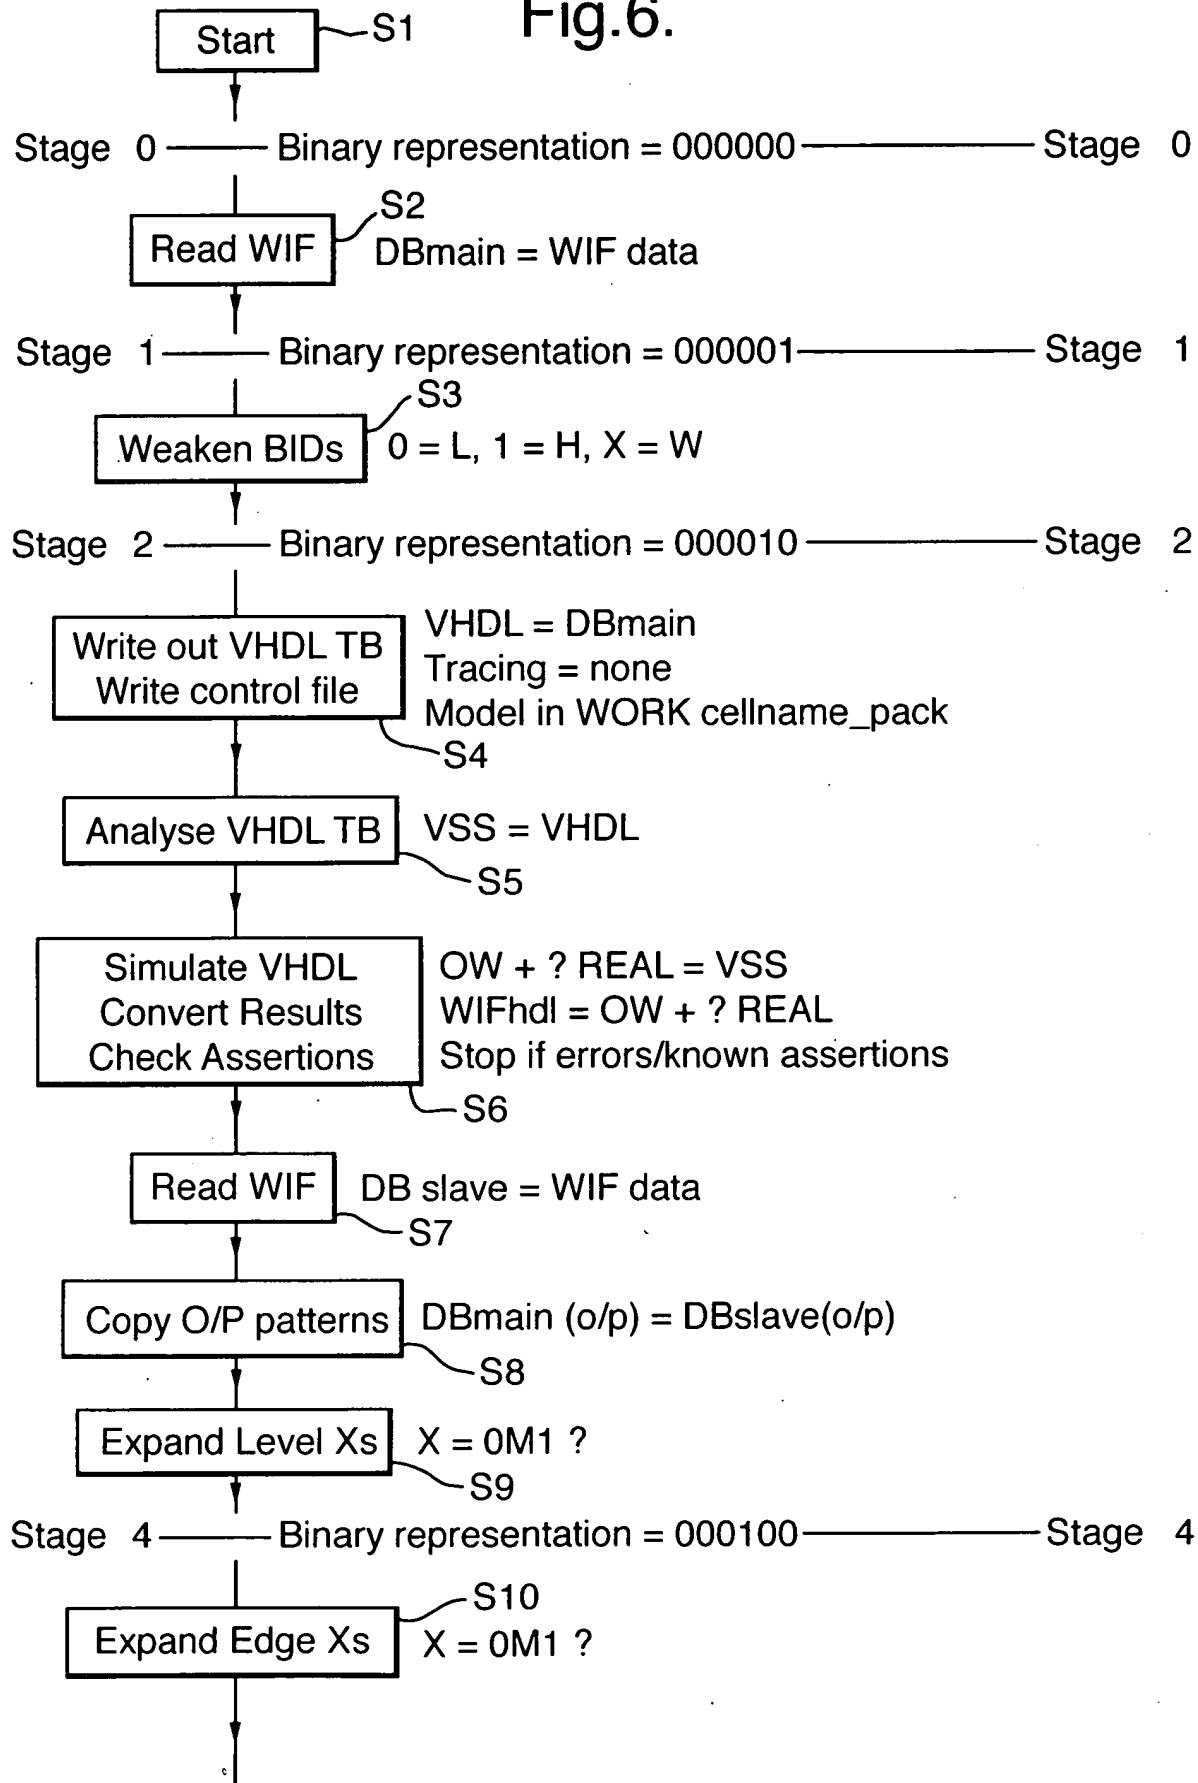 Fig.6.
Start
S1
Stage 0 Binary representation = 000000 Stage 0
S2
Read WIF DBmain = WIF data
Stage 1 Binary representation = 000001 Stage 1
S3
Weaken BIDs 0 = L, 1 = H, X = W
Stage 2 Binary representation = 000010 Stage 2
Write out VHDL TB
Write control file
VHDL = DBmain
Tracing = none
Model in WORK cellname_pack
S4
Analyse VHDL TB VSS = VHDL
S5
Simulate VHDL
Convert Results
Check Assertions
OW + ? REAL = VSS
WIFhdl = OW + ? REAL
Stop if errors/known assertions
S6
Read WIF DB slave = WIF data
S7
Copy O/P patterns DBmain (o/p) = DBslave(o/p)
S8
Expand Level Xs X = 0M1 ?
S9
Stage 4 Binary representation = 000100 Stage 4
S10
Expand Edge Xs X = 0M1 ?